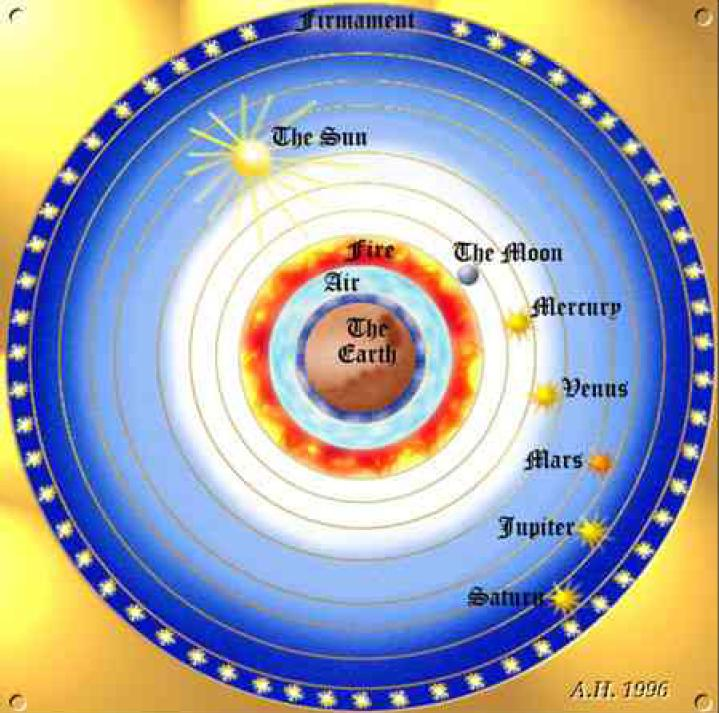 Firmament
The Sun
Fire
The Moon
Air
Mercury
The
Earth
Venus
Mars
Jupiter
Saturn
A.H. 1996